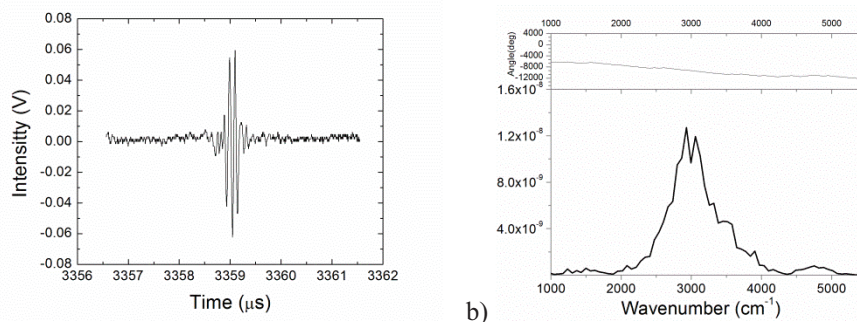 0.08
0.06
0.04
0.02
0.00
-0.02
-0.04
-0.06
0.08
Intensitty (V)
3356 3357 3358 3359 3360 3361 3362
Time (μs)
b)
1000 2000 3000 4000 5000
4000
0
-4000
-8000
-12000
Angle(deg)
1.6x10⁻⁸
1.2x10⁻⁸
8.0x10⁻⁹
4.0x10⁻⁹
1000 2000 3000 4000 5000
Wavenumber (cm⁻¹)